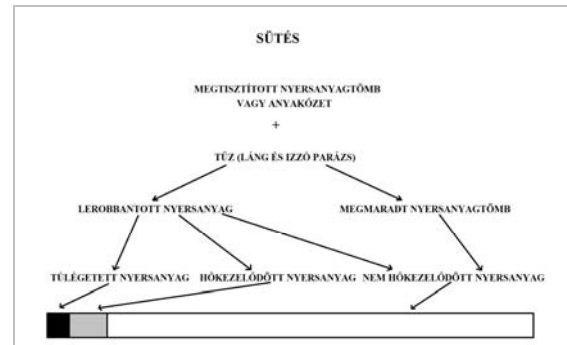 SÜTÉS
MEGTISZTÍTOTT NYERSANYAGTÖMB
VAGY ANYAKŐZET
+
TŰZ (LÁNG ÉS IZZÓ PARÁZS)
LEROBBANTOTT NYERSANYAG MEGMARADT NYERSANYAGTÖMB
TÚLÉGETETT NYERSANYAG HŐKEZELŐDÖTT NYERSANYAG NEM HŐKEZELŐDÖTT NYERSANYAG